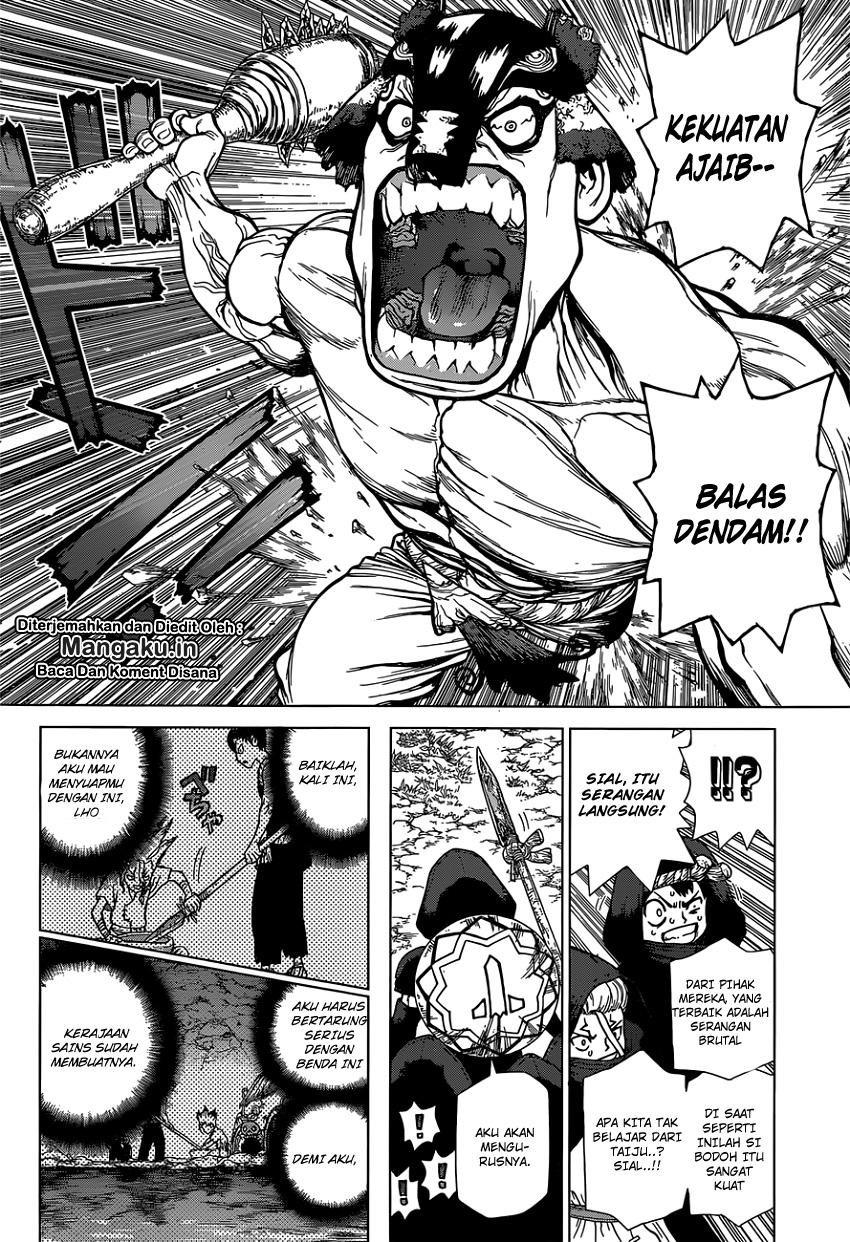 KEKUATAN
AJAIB--
BALAS
DENDAM!!
ドドン
Diterjemahkan dan Diedit Oleh :
Mangaku.in
Baca Dan Koment Disana
!!?
SIAL, ITU
SERANGAN
LANGSUNG!
DARI PIHAK
MEREKA, YANG
TERBAIK ADALAH
SERANGAN
BRUTAL
DI SAAT
SEPERTI
INILAH SI
BODOH ITU
SANGAT
KUAT
APA KITA TAK
BELAJAR DARI
TAIJU..?
SIAL..!!
AKU AKAN
MENGU-
RUSNYA.
!
!
!
BAIKLAH,
KALI INI,
BUKANNYA
AKU MAU
MENYUAPMU
DENGAN INI,
LHO
AKU HARUS
BERTARUNG
SERIUS
DENGAN
BENDA INI
KERAJAAN
SAINS SUDAH
MEMBUATNYA.
DEMI AKU,